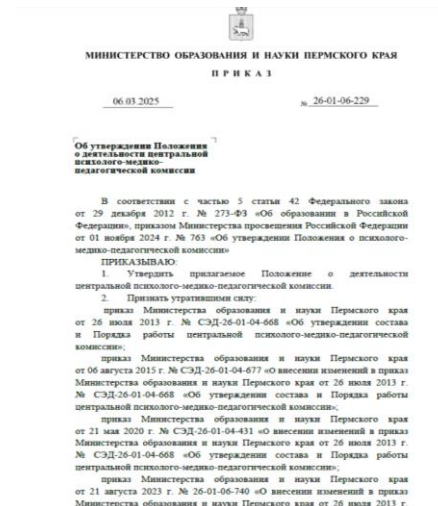 МИНИСТЕРСТВО ОБРАЗОВАНИЯ И НАУКИ ПЕРМСКОГО КРАЯ
ПРИКАЗ
06.03.2025
№ 26-01-06-229
Об утверждении Положения
о деятельности центральной
психолого-медико-
педагогической комиссии
В соответствии с частью 5 статьи 42 Федерального закона
от 29 декабря 2012 г. № 273-ФЗ «Об образовании в Российской
Федерации», приказом Министерства просвещения Российской Федерации
от 01 ноября 2024 г. № 763 «Об утверждении Положения о психолого-
медико-педагогической комиссии»
ПРИКАЗЫВАЮ:
1. Утвердить прилагаемое Положение о деятельности
центральной психолого-медико-педагогической комиссии.
2. Признать утратившими силу:
приказ Министерства образования и науки Пермского края
от 26 июля 2013 г. № СЭД-26-01-04-668 «Об утверждении состава
и Порядка работы центральной психолого-медико-педагогической
комиссии»;
приказ Министерства образования и науки Пермского края
от 06 августа 2015 г. № СЭД-26-01-04-677 «О внесении изменений в приказ
Министерства образования и науки Пермского края от 26 июля 2013 г.
№ СЭД-26-01-04-668 «Об утверждении состава и Порядка работы
центральной психолого-медико-педагогической комиссии»;
приказ Министерства образования и науки Пермского края
от 21 мая 2020 г. № СЭД-26-01-04-431 «О внесении изменений в приказ
Министерства образования и науки Пермского края от 26 июля 2013 г.
№ СЭД-26-01-04-668 «Об утверждении состава и Порядка работы
центральной психолого-медико-педагогической комиссии»;
приказ Министерства образования и науки Пермского края
от 21 августа 2023 г. № 26-01-06-740 «О внесении изменений в приказ
Министерства образования и науки Пермского края от 26 июля 2013 г.